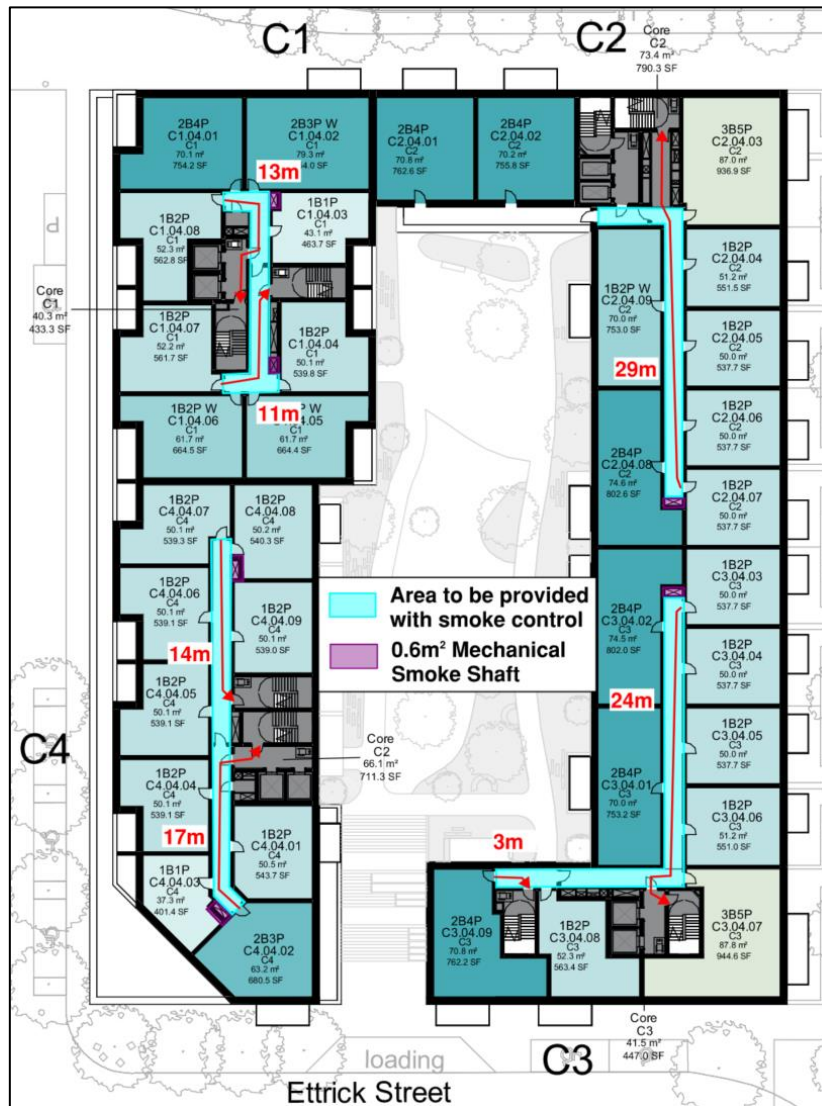 C1
C2
Core
C2
73.4 m²
790.3 SF
2B4P
C1.04.01
C1
70.1 m²
754.2 SF
2B3P W
C1.04.02
C1
79.3 m²
4.0 SF
2B4P
C2.04.01
C2
70.8 m²
762.6 SF
2B4P
C2.04.02
C2
70.2 m²
755.8 SF
3B5P
C2.04.03
C2
87.0 m²
936.9 SF
13m
1B2P
C1.04.08
C1
52.3 m²
562.8 SF
1B1P
C1.04.03
C1
43.1 m²
463.7 SF
1B2P
C2.04.04
C2
51.2 m²
551.5 SF
Core
C1
40.3 m²
433.3 SF
1B2P W
C2.04.09
C2
70.0 m²
753.0 SF
1B2P
C1.04.07
C1
52.2 m²
561.7 SF
1B2P
C1.04.04
C1
50.1 m²
539.8 SF
1B2P
C2.04.05
C2
50.0 m²
537.7 SF
29m
11m
1B2P W
C1.04.06
C1
61.7 m²
664.5 SF
2P W
.05
C1
61.7 m²
664.4 SF
2B4P
C2.04.08
C2
74.6 m²
802.6 SF
1B2P
C2.04.06
C2
50.0 m²
537.7 SF
1B2P
C2.04.07
C2
50.0 m²
537.7 SF
1B2P
C4.04.07
C4
50.1 m²
539.3 SF
1B2P
C4.04.08
C4
50.2 m²
540.3 SF
1B2P
C4.04.06
C4
50.1 m²
539.1 SF
1B2P
C4.04.09
C4
50.1 m²
539.0 SF
Area to be provided
with smoke control
0.6m² Mechanical
Smoke Shaft
2B4P
C3.04.02
C3
74.5 m²
802.0 SF
1B2P
C3.04.03
C3
50.0 m²
537.7 SF
1B2P
C3.04.04
C3
50.0 m²
537.7 SF
14m
24m
1B2P
C4.04.05
C4
50.1 m²
539.1 SF
C4
Core
C2
66.1 m²
711.3 SF
2B4P
C3.04.01
C3
70.0 m²
753.2 SF
1B2P
C3.04.05
C3
50.0 m²
537.7 SF
1B2P
C4.04.04
C4
50.1 m²
539.1 SF
1B2P
C3.04.06
C3
51.2 m²
551.0 SF
17m
3m
1B2P
C4.04.01
C4
50.5 m²
543.7 SF
1B1P
C4.04.03
C4
37.3 m²
401.4 SF
2B3P
C4.04.02
C4
63.2 m²
680.5 SF
2B4P
C3.04.09
C3
70.8 m²
762.2 SF
1B2P
C3.04.08
C3
52.3 m²
563.4 SF
3B5P
C3.04.07
C3
87.8 m²
944.6 SF
Core
C3
41.5 m²
447.0 SF
loading
C3
Ettrick Street